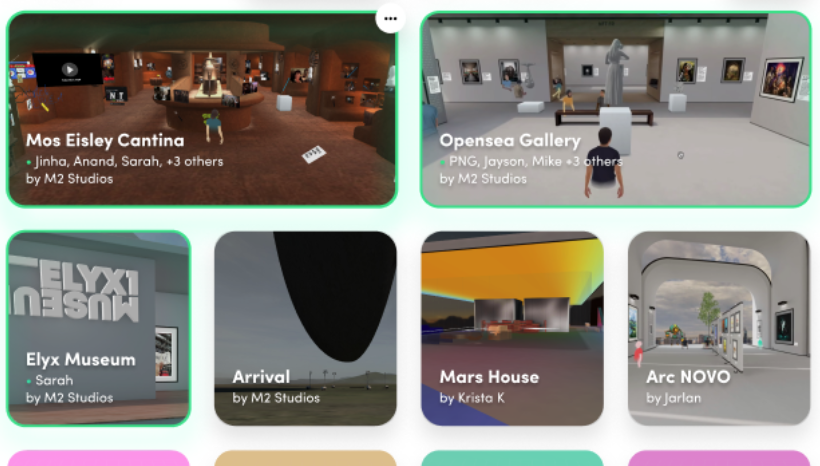 •••
Mos Eisley Cantina
• Jinha, Anand, Sarah, +3 others
by M2 Studios
Opensea Gallery
• PNG, Jayson, Mike +3 others
by M2 Studios
ELYX
Elyx Museum
• Sarah
by M2 Studios
Arrival
by M2 Studios
Mars House
by Krista K
Arc NOVO
by Jarlan